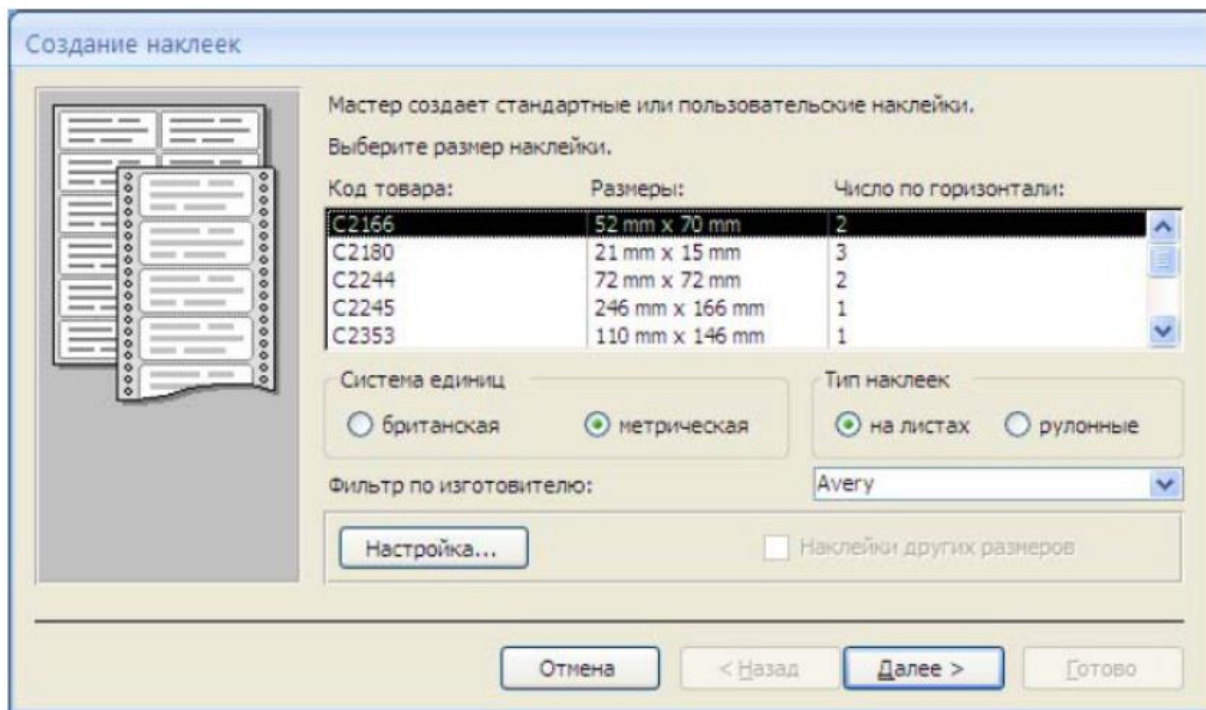 Создание наклеек
Мастер создает стандартные или пользовательские наклейки.
Выберите размер наклейки.
Код товара: Размеры: Число по горизонтали:
C2166 52 mm x 70 mm 2
C2180 21 mm x 15 mm 3
C2244 72 mm x 72 mm 2
C2245 246 mm x 166 mm 1
C2353 110 mm x 146 mm 1
Система единиц Тип наклеек
британская метрическая на листах рулонные
Фильтр по изготовителю: Avery
Настройка... Наклейки других размеров
Отмена < Назад Далее > Готово